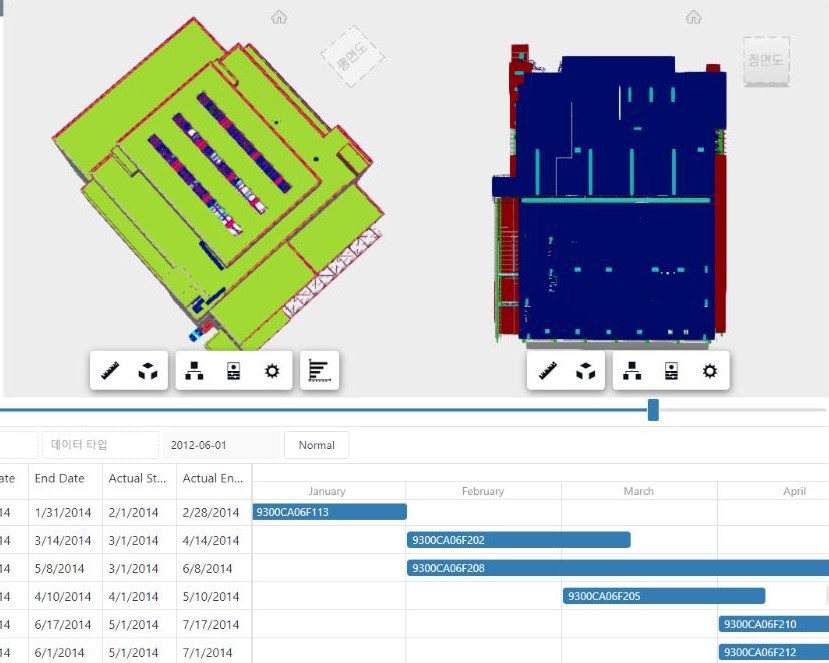 평면도
정면도
데이터 타입
2012-06-01
Normal
ate
End Date
Actual St...
Actual En...
January
February
March
April
14
1/31/2014
2/1/2014
2/28/2014
9300CA06F113
14
3/14/2014
3/1/2014
4/14/2014
9300CA06F202
14
5/8/2014
3/1/2014
6/8/2014
9300CA06F208
14
4/10/2014
4/1/2014
5/10/2014
9300CA06F205
14
6/17/2014
5/1/2014
7/17/2014
9300CA06F210
14
6/1/2014
5/1/2014
7/1/2014
9300CA06F212